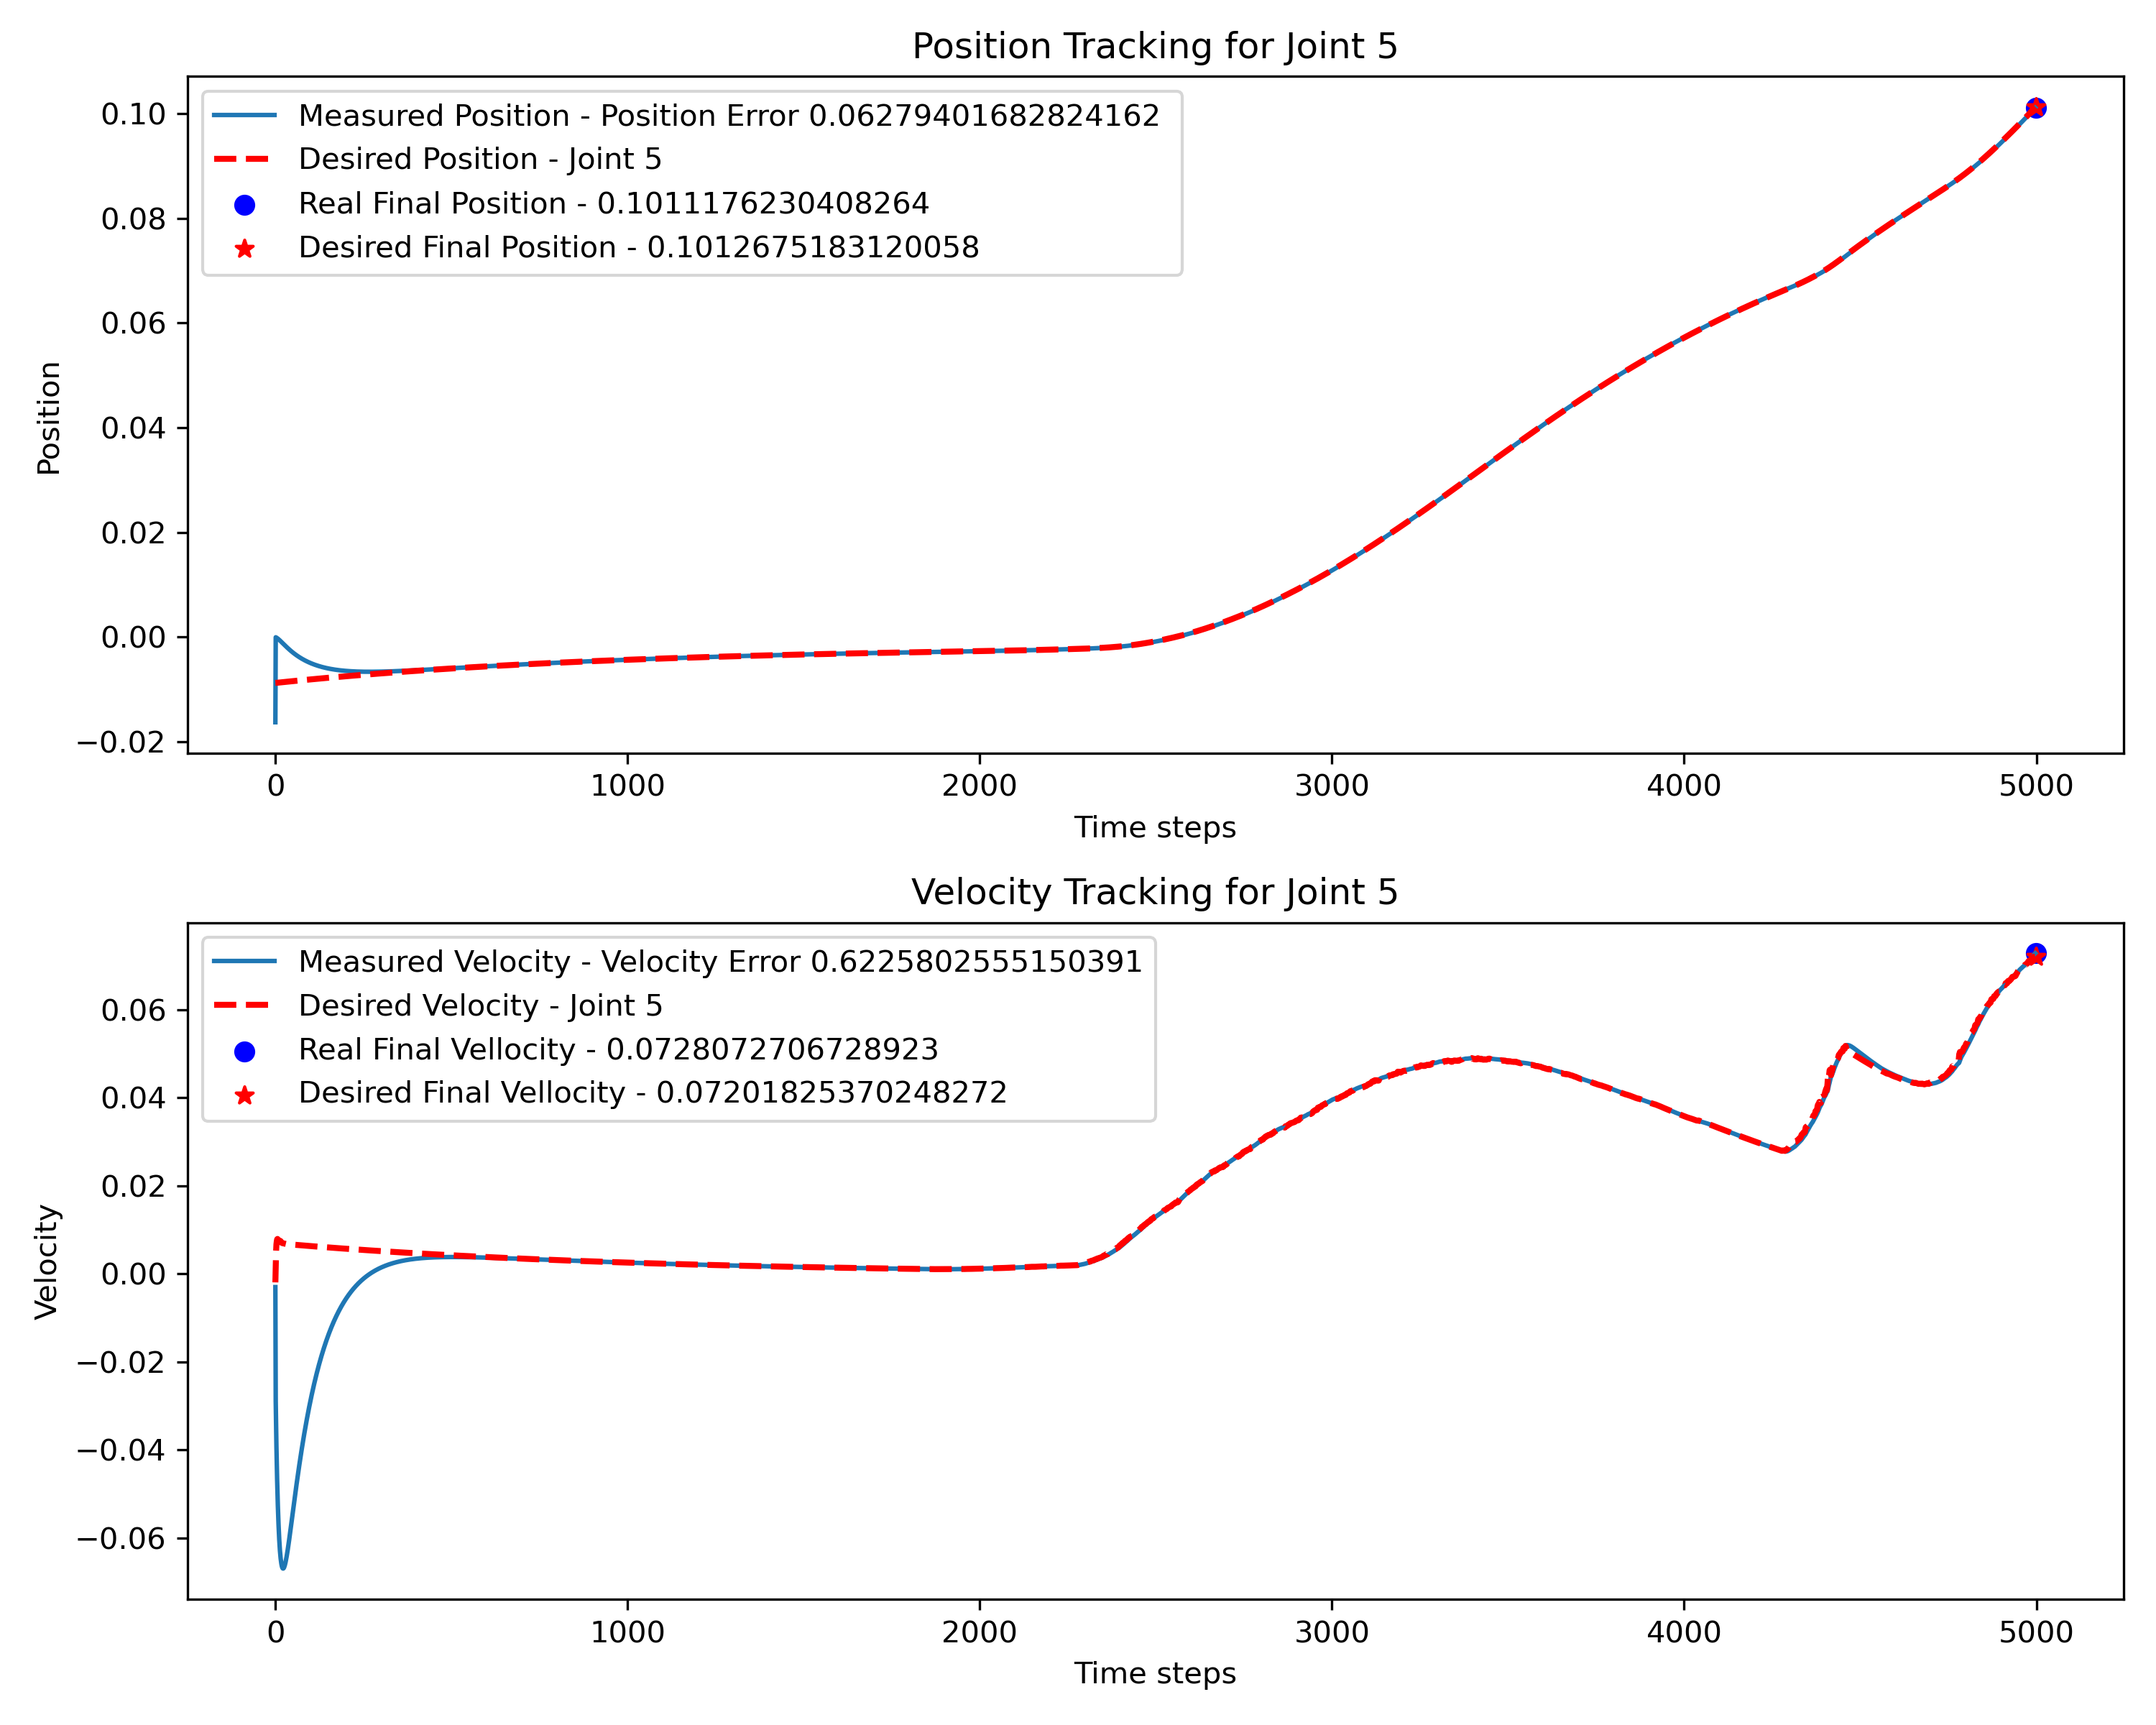 Position Tracking for Joint 5
Measured Position - Position Error 0.06279401682824162
Desired Position - Joint 5
Real Final Position - 0.1011176230408264
Desired Final Position - 0.1012675183120058
0.10
0.08
0.06
0.04
0.02
0.00
−0.02
Position
0 1000 2000 3000 4000 5000
Time steps
Velocity Tracking for Joint 5
Measured Velocity - Velocity Error 0.6225802555150391
Desired Velocity - Joint 5
Real Final Vellocity - 0.0728072706728923
Desired Final Vellocity - 0.07201825370248272
0.06
0.04
0.02
0.00
−0.02
−0.04
−0.06
Velocity
0 1000 2000 3000 4000 5000
Time steps